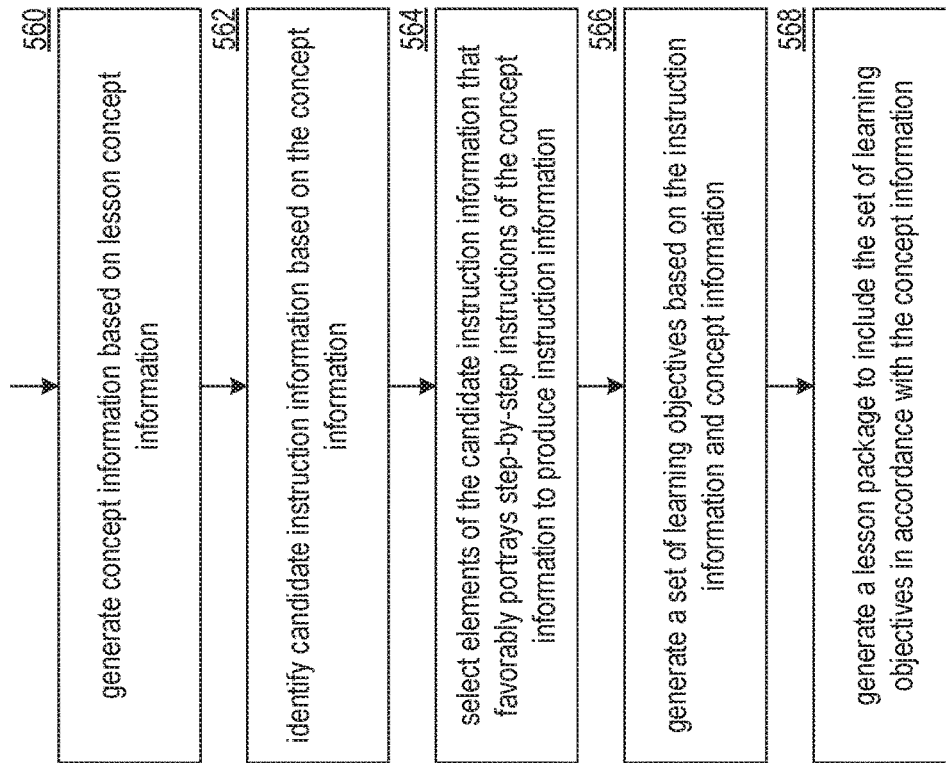 560
generate concept information based on lesson concept
information
562
identify candidate instruction information based on the concept
information
564
select elements of the candidate instruction information that
favorably portrays step-by-step instructions of the concept
information to produce instruction information
566
generate a set of learning objectives based on the instruction
information and concept information
568
generate a lesson package to include the set of learning
objectives in accordance with the concept information